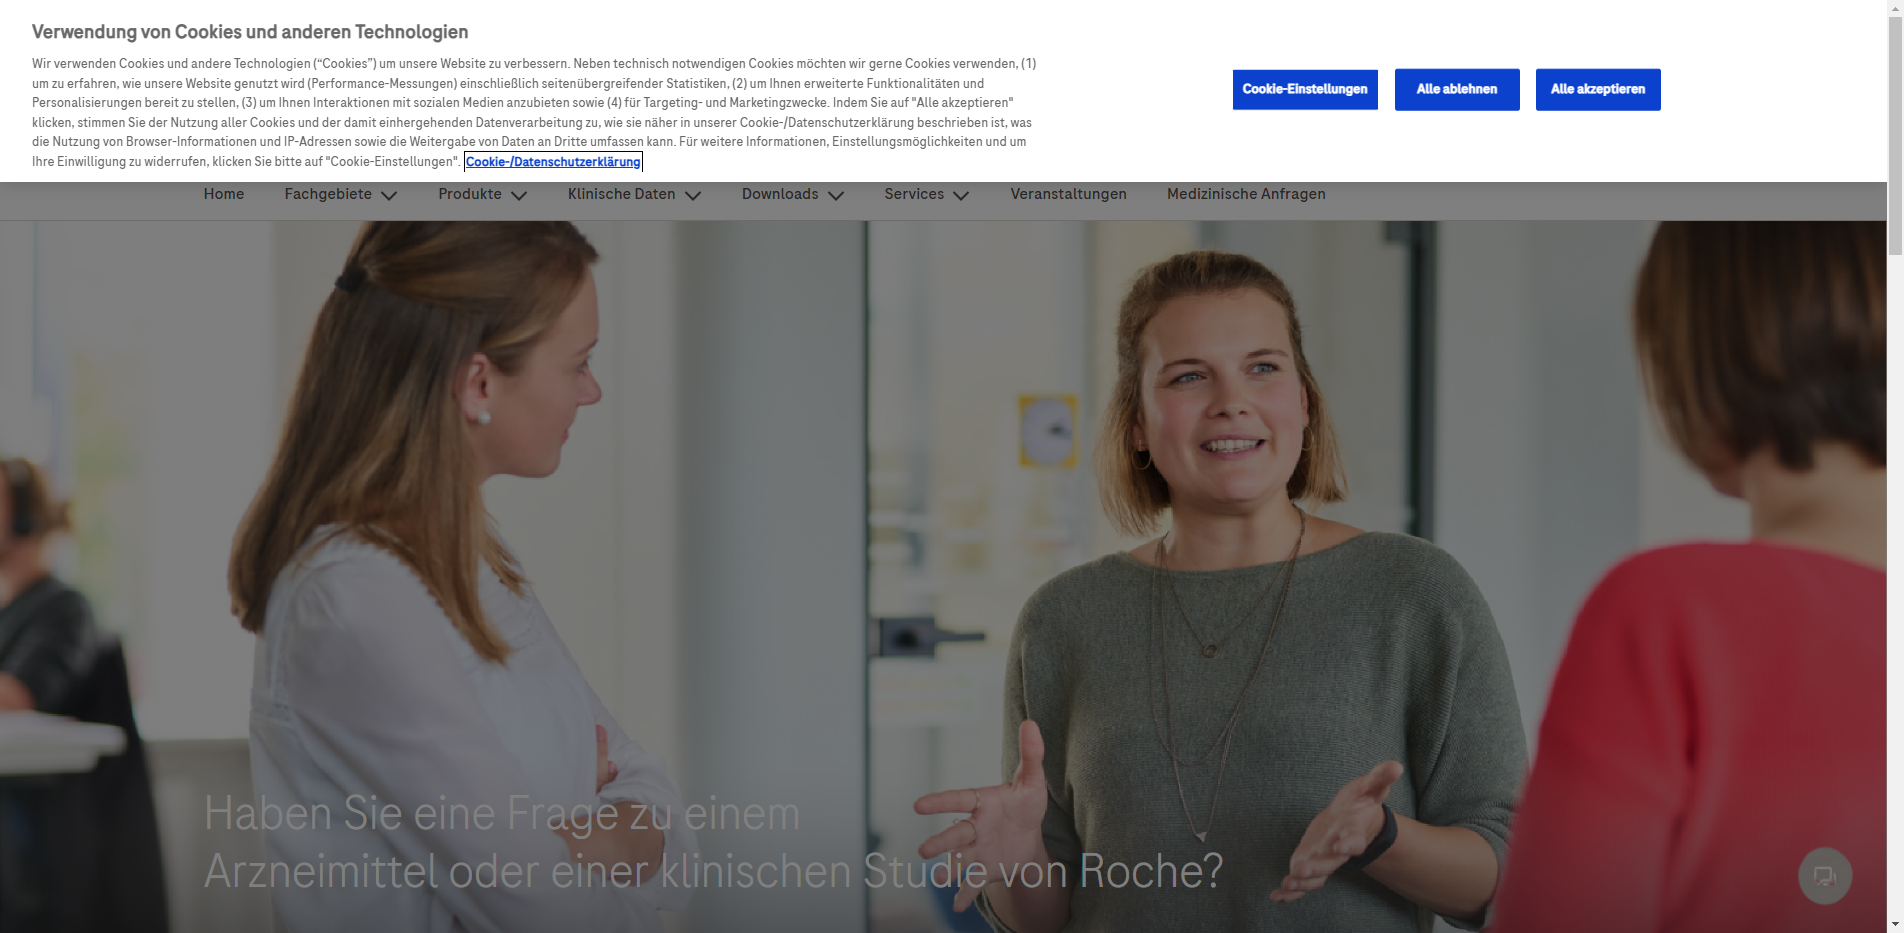 Verwendung von Cookies und anderen Technologien
Wir verwenden Cookies und andere Technologien (“Cookies”) um unsere Website zu verbessern. Neben technisch notwendigen Cookies möchten wir gerne Cookies verwenden, (1)
um zu erfahren, wie unsere Website genutzt wird (Performance-Messungen) einschließlich seitenübergreifender Statistiken, (2) um Ihnen erweiterte Funktionalitäten und
Personalisierungen bereit zu stellen, (3) um Ihnen Interaktionen mit sozialen Medien anzubieten sowie (4) für Targeting- und Marketingzwecke. Indem Sie auf "Alle akzeptieren"
klicken, stimmen Sie der Nutzung aller Cookies und der damit einhergehenden Datenverarbeitung zu, wie sie näher in unserer Cookie-/Datenschutzerklärung beschrieben ist, was
die Nutzung von Browser-Informationen und IP-Adressen sowie die Weitergabe von Daten an Dritte umfassen kann. Für weitere Informationen, Einstellungsmöglichkeiten und um
Ihre Einwilligung zu widerrufen, klicken Sie bitte auf "Cookie-Einstellungen". Cookie-/Datenschutzerklärung
Cookie-Einstellungen
Alle ablehnen
Alle akzeptieren
Home Fachgebiete Produkte Klinische Daten Downloads Services Veranstaltungen Medizinische Anfragen
Haben Sie eine Frage zu einem
Arzneimittel oder einer klinischen Studie von Roche?